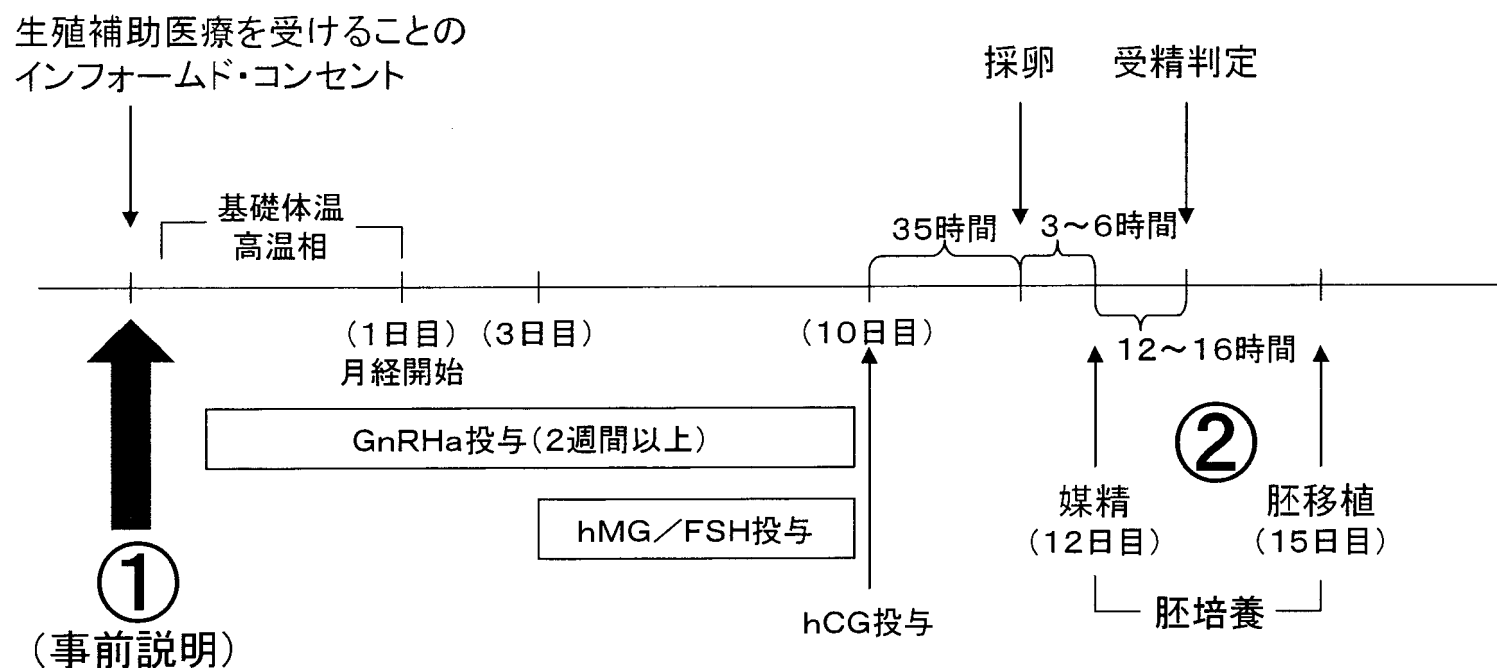 生殖補助医療を受けることの
インフォームド・コンセント
採卵
受精判定
基礎体温
高温相
35時間
3～6時間
(1日目)
月経開始
(3日目)
(10日目)
12～16時間
GnRHa投与(2週間以上)
hMG／FSH投与
hCG投与
①
(事前説明)
②
媒精
(12日目)
胚移植
(15日目)
胚培養